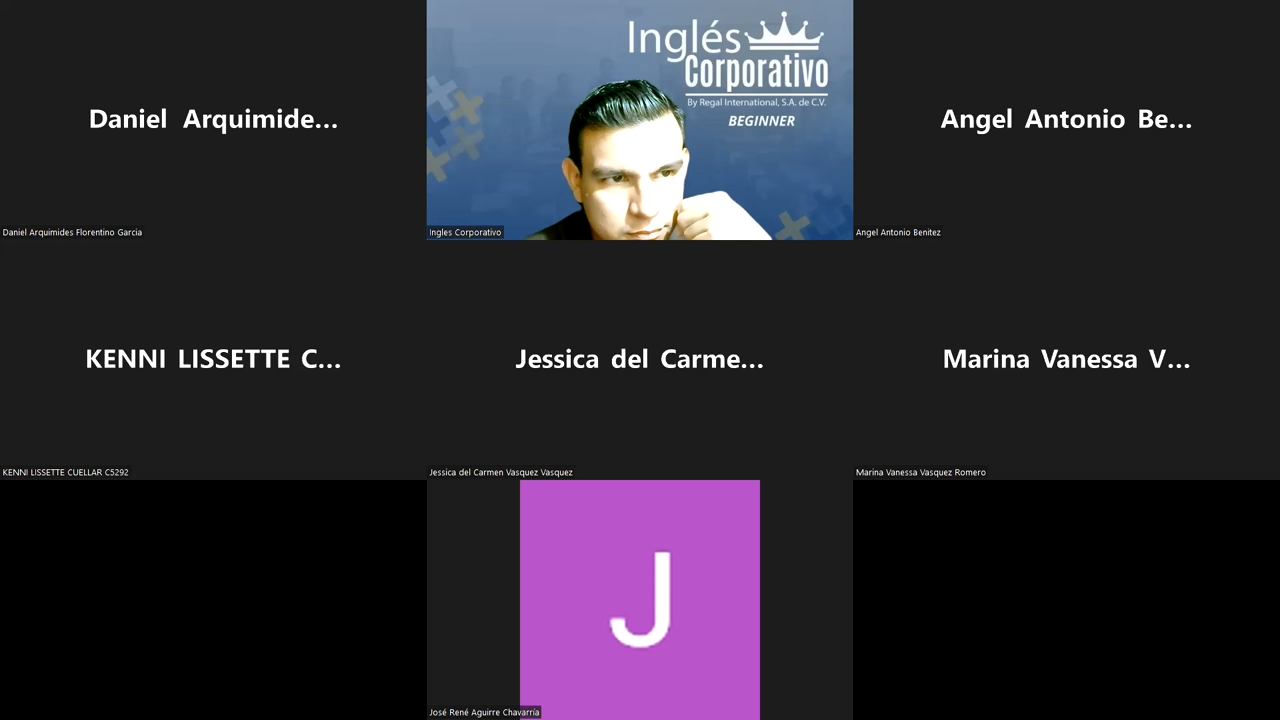 Daniel Arquimide...
Daniel Arquimides Florentino Garcia
Inglés
Corporativo
By Regal International, S.A. de C.V.
BEGINNER
Ingles Corporativo
Angel Antonio Be...
Angel Antonio Benitez
KENNI LISSETTE C...
KENNI LISSETTE CUELLAR C5292
Jessica del Carme...
Jessica del Carmen Vasquez Vasquez
Marina Vanessa V...
Marina Vanessa Vasquez Romero
J
José René Aguirre Chavarría